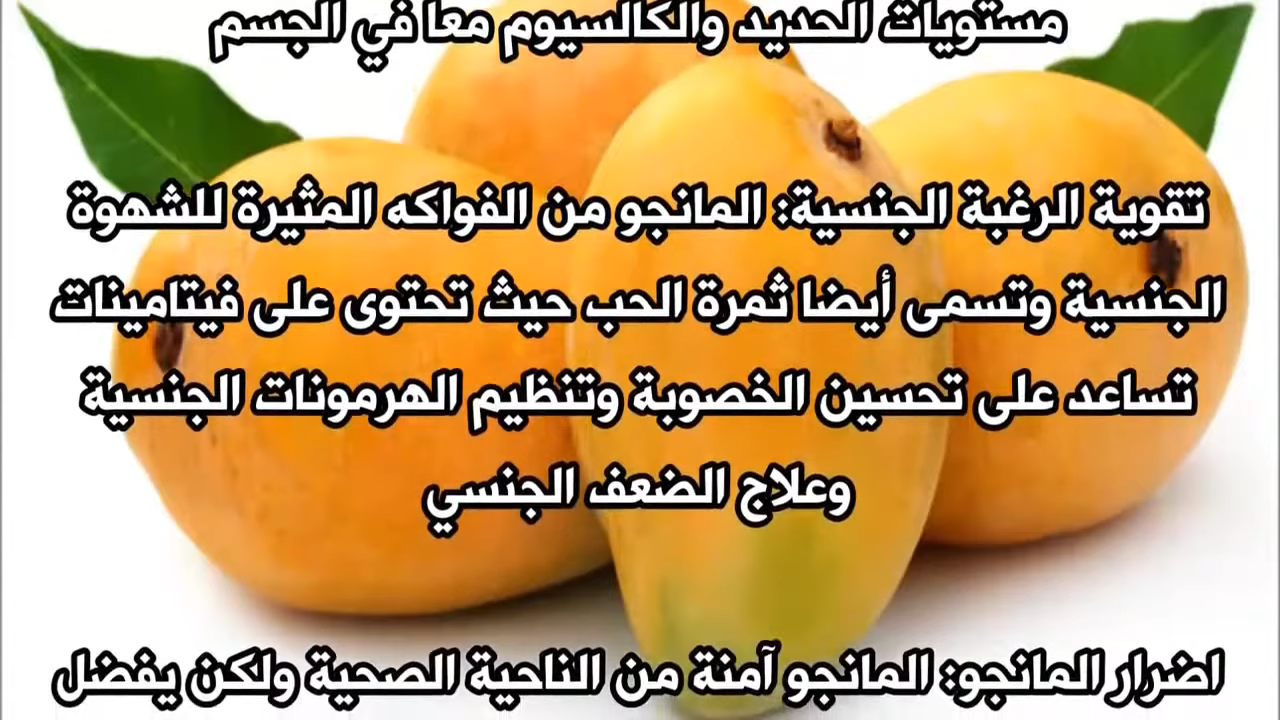 مستويات الحديد والكالسيوم معا في الجسم
تقوية الرغبة الجنسية: المانجو من الفواكه المثيرة للشهوة
الجنسية وتسمى أيضا ثمرة الحب حيث تحتوى على فيتامينات
تساعد على تحسين الخصوبة وتنظيم الهرمونات الجنسية
وعلاج الضعف الجنسي
اضرار المانجو: المانجو آمنة من الناحية الصحية ولكن يفضل